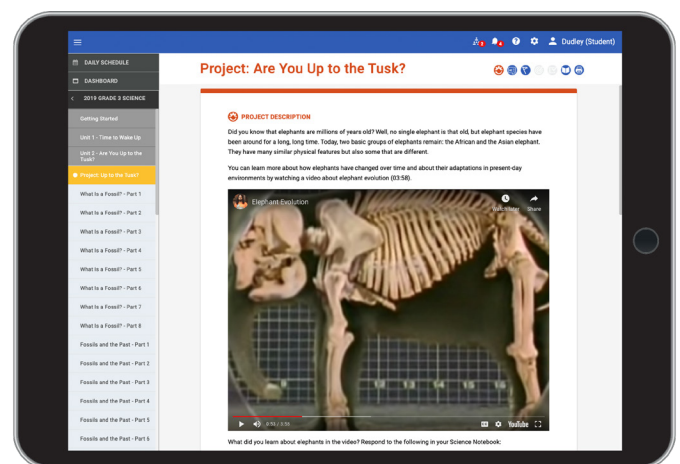 Dudley (Student)
DAILY SCHEDULE
DASHBOARD
2019 GRADE 3 SCIENCE
Getting Started
Unit 1 - Time to Wake Up
Unit 2 - Are You Up to the
Tusk?
Project: Up to the Tusk?
What Is a Fossil? - Part 1
What Is a Fossil? - Part 2
What Is a Fossil? - Part 3
What Is a Fossil? - Part 4
What Is a Fossil? - Part 5
What Is a Fossil? - Part 6
What Is a Fossil? - Part 7
What Is a Fossil? - Part 8
Fossils and the Past - Part 1
Fossils and the Past - Part 2
Fossils and the Past - Part 3
Fossils and the Past - Part 4
Fossils and the Past - Part 5
Fossils and the Past - Part 6
Project: Are You Up to the Tusk?
PROJECT DESCRIPTION
Did you know that elephants are millions of years old? Well, no single elephant is that old, but elephant species have
been around for a long, long time. Today, two basic groups of elephants remain: the African and the Asian elephant.
They have many similar physical features but also some that are different.
You can learn more about how elephants have changed over time and about their adaptations in present-day
environments by watching a video about elephant evolution (03:58).
Elephant Evolution
Watch later
Share
13 14 15 16
YouTube
What did you learn about elephants in the video? Respond to the following in your Science Notebook: